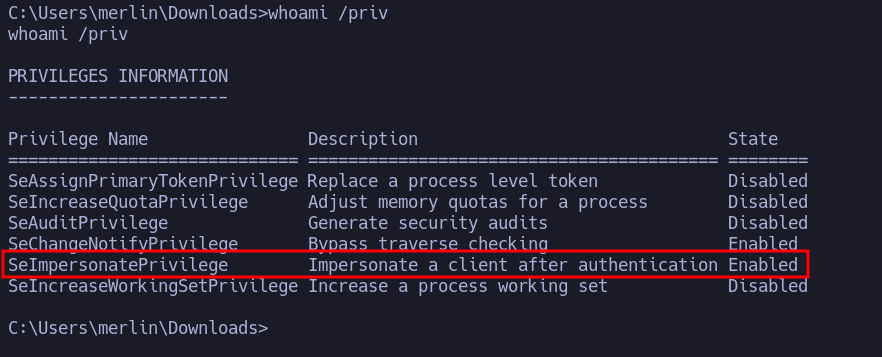 C:\Users\merlin\Downloads>whoami /priv
whoami /priv
PRIVILEGES INFORMATION
----------------------
Privilege Name                Description                               State
============================= ========================================= ========
SeAssignPrimaryTokenPrivilege Replace a process level token             Disabled
SeIncreaseQuotaPrivilege      Adjust memory quotas for a process        Disabled
SeAuditPrivilege              Generate security audits                  Disabled
SeChangeNotifyPrivilege       Bypass traverse checking                  Enabled
SeImpersonatePrivilege        Impersonate a client after authentication Enabled
SeIncreaseWorkingSetPrivilege Increase a process working set            Disabled
C:\Users\merlin\Downloads>